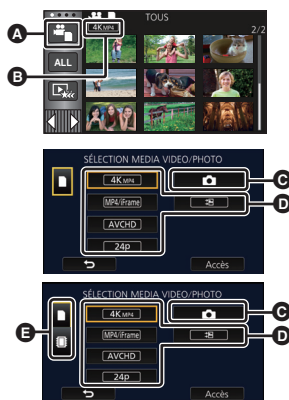 TOUS
A
4K MP4
2/2
B
ALL
SÉLECTION MEDIA VIDEO/PHOTO
4K MP4
C
MP4/iFrame
D
AVCHD
24p
Accès
SÉLECTION MEDIA VIDEO/PHOTO
4K MP4
C
E
MP4/iFrame
D
AVCHD
24p
Accès